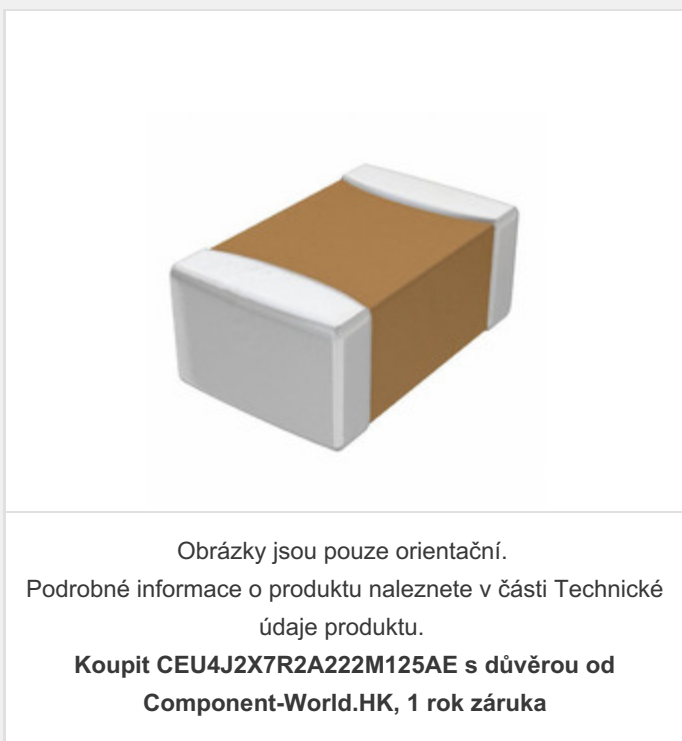 Obrázky jsou pouze orientační.
Podrobné informace o produktu naleznete v části Technické
údaje produktu.
Koupit CEU4J2X7R2A222M125AE s důvěrou od
Component-World.HK, 1 rok záruka